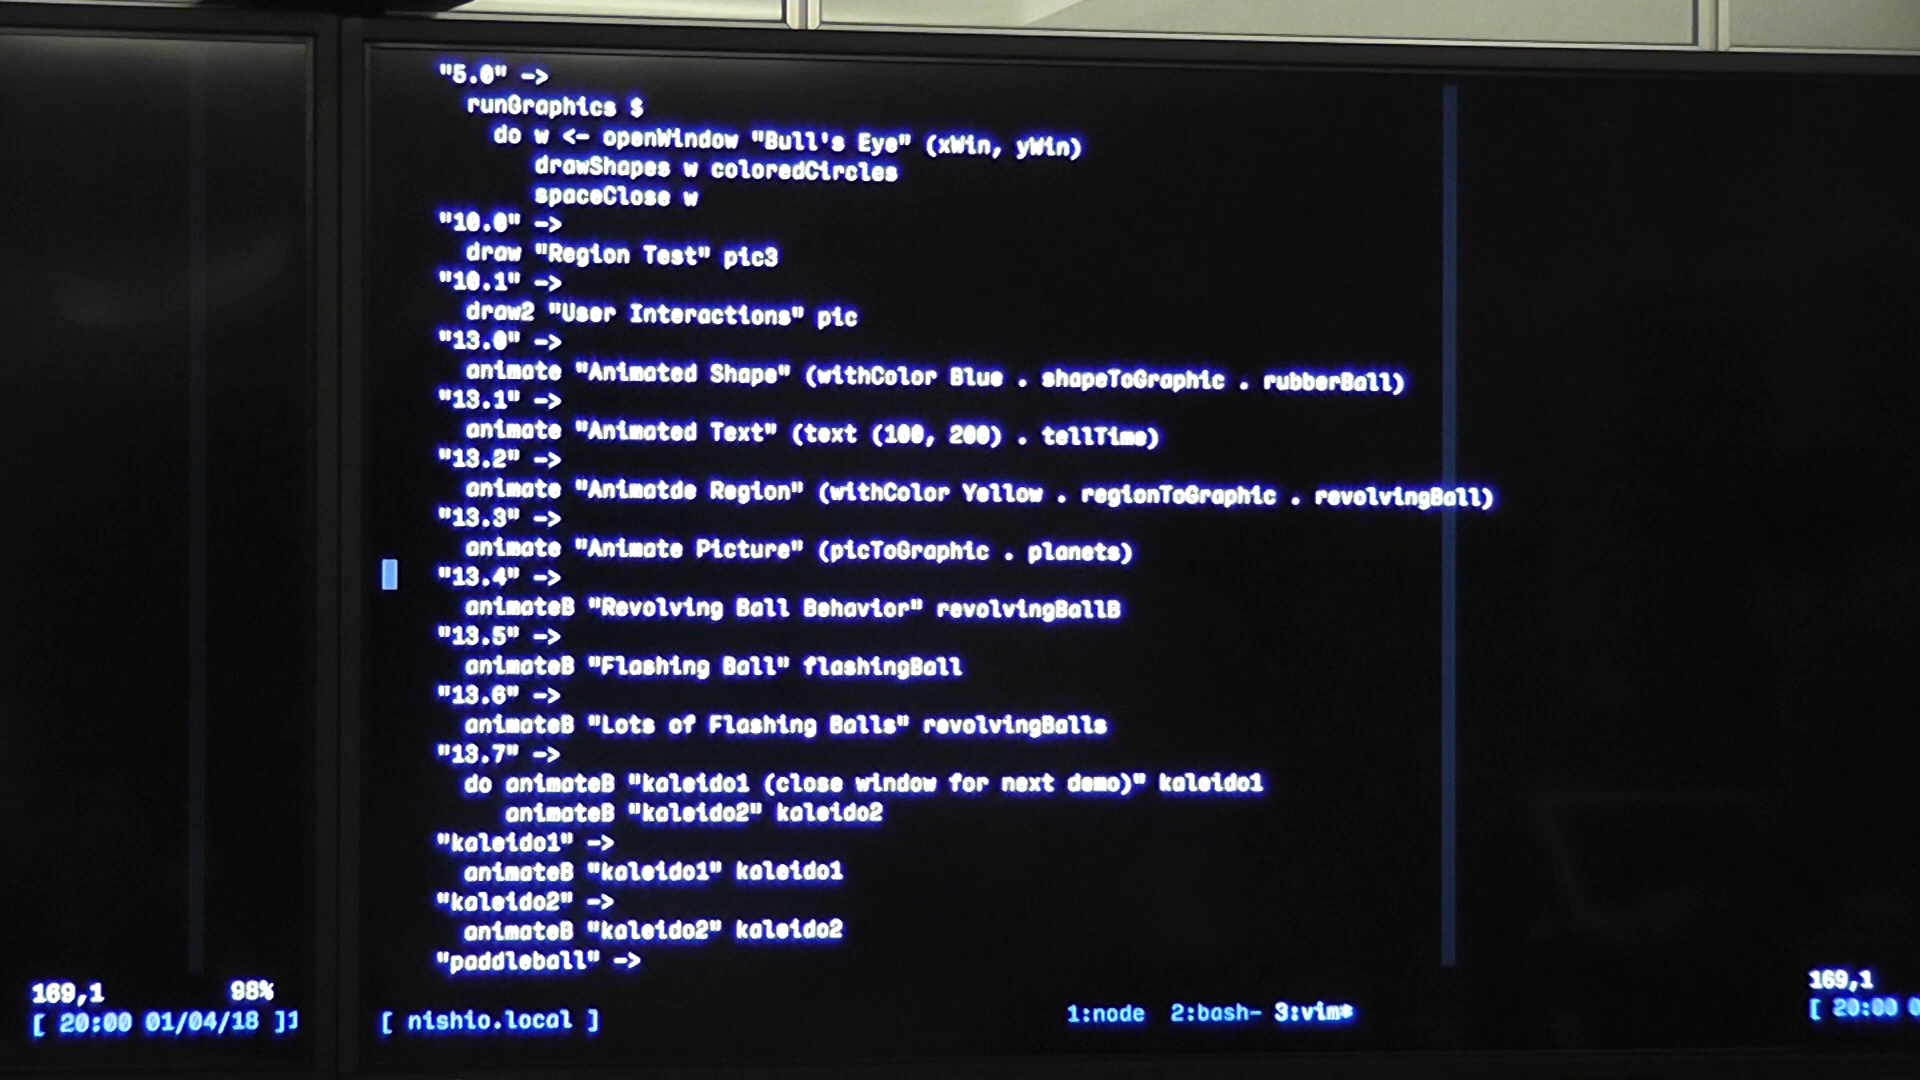 "5.0" ->
runGraphics $
do w <- openWindow "Bull's Eye" (xWin, yWin)
drawShapes w coloredCircles
spaceClose w
"10.0" ->
draw "Region Test" pic3
"10.1" ->
draw2 "User Interactions" pic
"13.0" ->
animate "Animated Shape" (withColor Blue . shapeToGraphic . rubberBall)
"13.1" ->
animate "Animated Text" (text (100, 200) . tellTime)
"13.2" ->
animate "Animatde Region" (withColor Yellow . regionToGraphic . revolvingBall)
"13.3" ->
animate "Animate Picture" (picToGraphic . planets)
"13.4" ->
animateB "Revolving Ball Behavior" revolvingBallB
"13.5" ->
animateB "Flashing Ball" flashingBall
"13.6" ->
animateB "Lots of Flashing Balls" revolvingBalls
"13.7" ->
do animateB "kaleido1 (close window for next demo)" kaleido1
animateB "kaleido2" kaleido2
"kaleido1" ->
animateB "kaleido1" kaleido1
"kaleido2" ->
animateB "kaleido2" kaleido2
"paddleball" ->
169,1 98%
[ 20:00 01/04/18 ]
[ nishio.local ] 1:node 2:bash- 3:vim*
169,1
[ 20:00